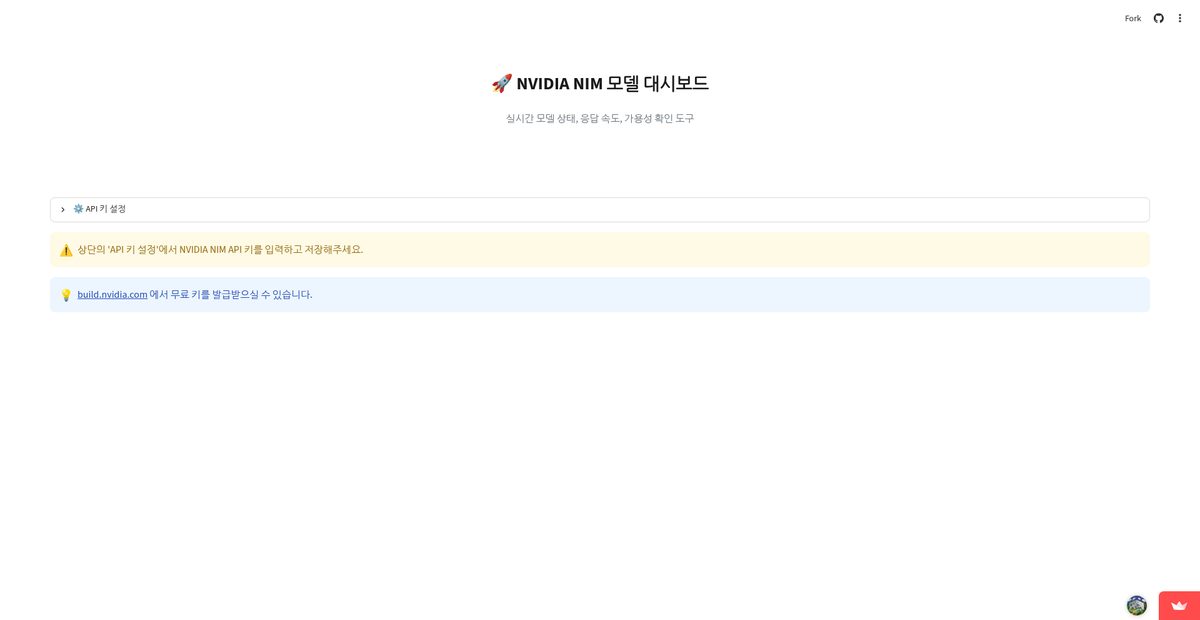 Fork
🚀 NVIDIA NIM 모델 대시보드
실시간 모델 상태, 응답 속도, 가용성 확인 도구
⚙️ API 키 설정
⚠️ 상단의 'API 키 설정'에서 NVIDIA NIM API 키를 입력하고 저장해주세요.
💡 build.nvidia.com 에서 무료 키를 발급받으실 수 있습니다.